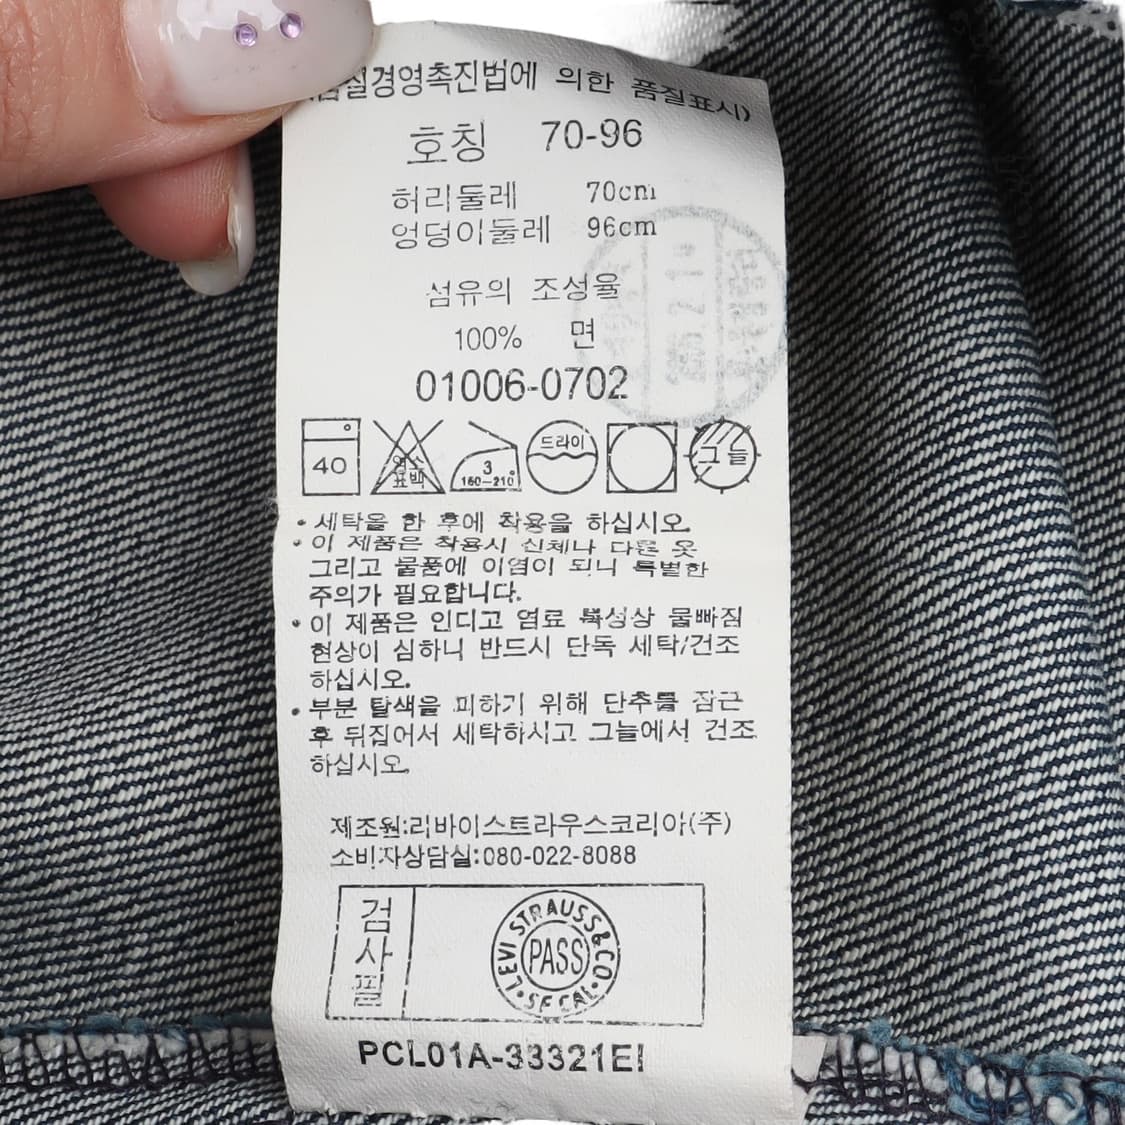 품질경영촉진법에 의한 품질표시)
호칭 70-96
허리둘레 70cm
엉덩이둘레 96cm
섬유의 조성율
100% 면
01006-0702
40 염소 표백 3 160-210° 드라이 그늘
• 세탁을 한 후에 착용을 하십시오.
• 이 제품은 착용시 신체나 다른 옷
그리고 물품에 이염이 되니 특별한
주의가 필요합니다.
• 이 제품은 인디고 염료 특성상 물빠짐
현상이 심하니 반드시 단독 세탁/건조
하십시오.
• 부분 탈색을 피하기 위해 단추를 잠근
후 뒤집어서 세탁하시고 그늘에서 건조
하십시오.
제조원:리바이스트라우스코리아(주)
소비자상담실:080-022-8088
검사필
LEVI STRAUSS & CO.
PASS
S.F. CAL.
PCL01A-33321EI